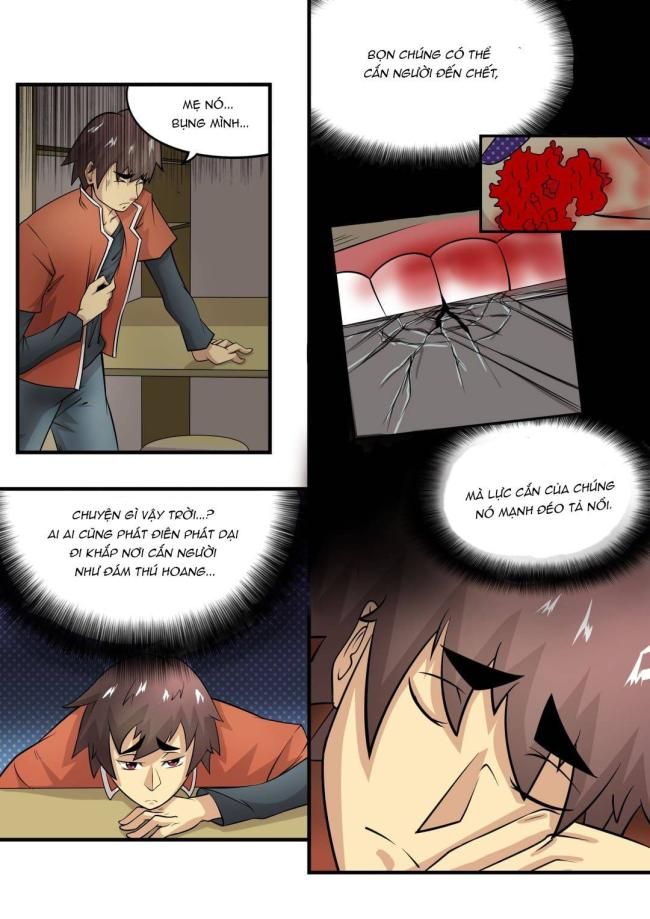 MẸ NÓ...
BỤNG MÌNH...
CHUYỆN GÌ VẬY TRỜI...?
AI AI CŨNG PHÁT ĐIÊN PHÁT DẠI
ĐI KHẮP NƠI CẮN NGƯỜI
NHƯ ĐÁM THÚ HOANG...
BỌN CHÚNG CÓ THỂ
CẮN NGƯỜI ĐẾN CHẾT,
MÀ LỰC CẮN CỦA CHÚNG
NÓ MẠNH ĐÉO TẢ NỔI.